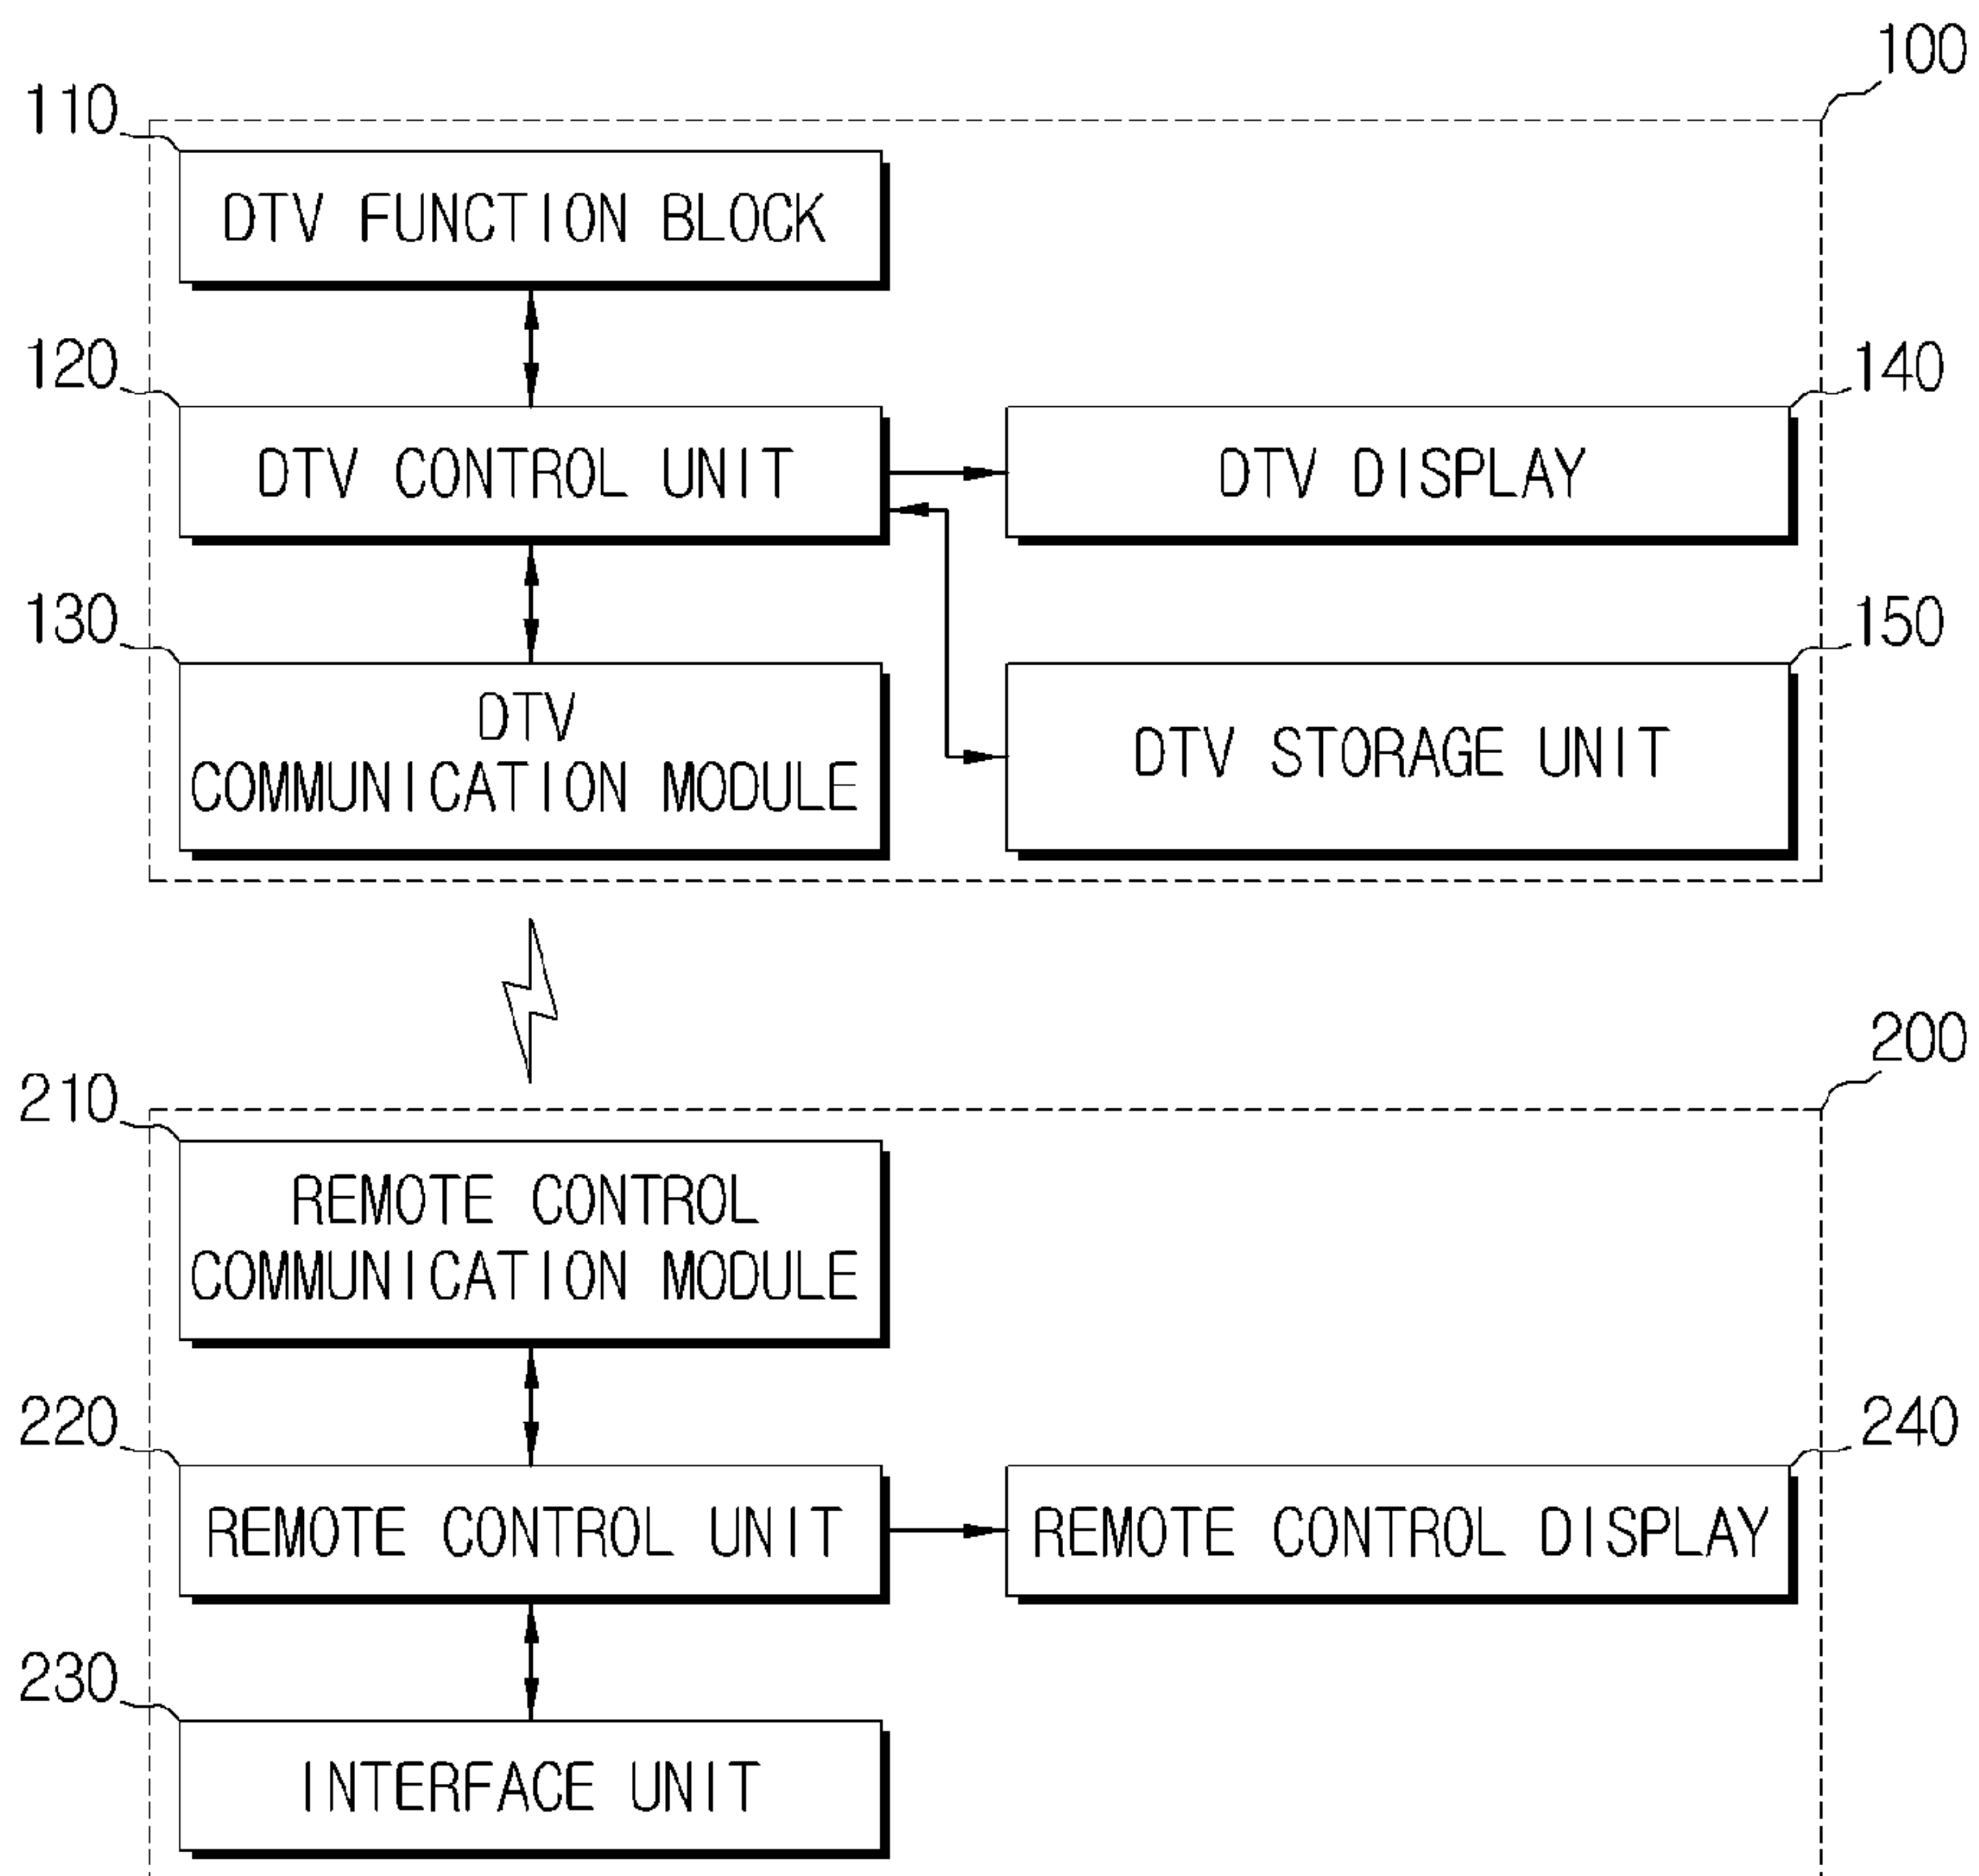 100
110
DTV FUNCTION BLOCK
120
140
DTV CONTROL UNIT
DTV DISPLAY
130
150
DTV
COMMUNICATION MODULE
DTV STORAGE UNIT
200
210
REMOTE CONTROL
COMMUNICATION MODULE
220
240
REMOTE CONTROL UNIT
REMOTE CONTROL DISPLAY
230
INTERFACE UNIT